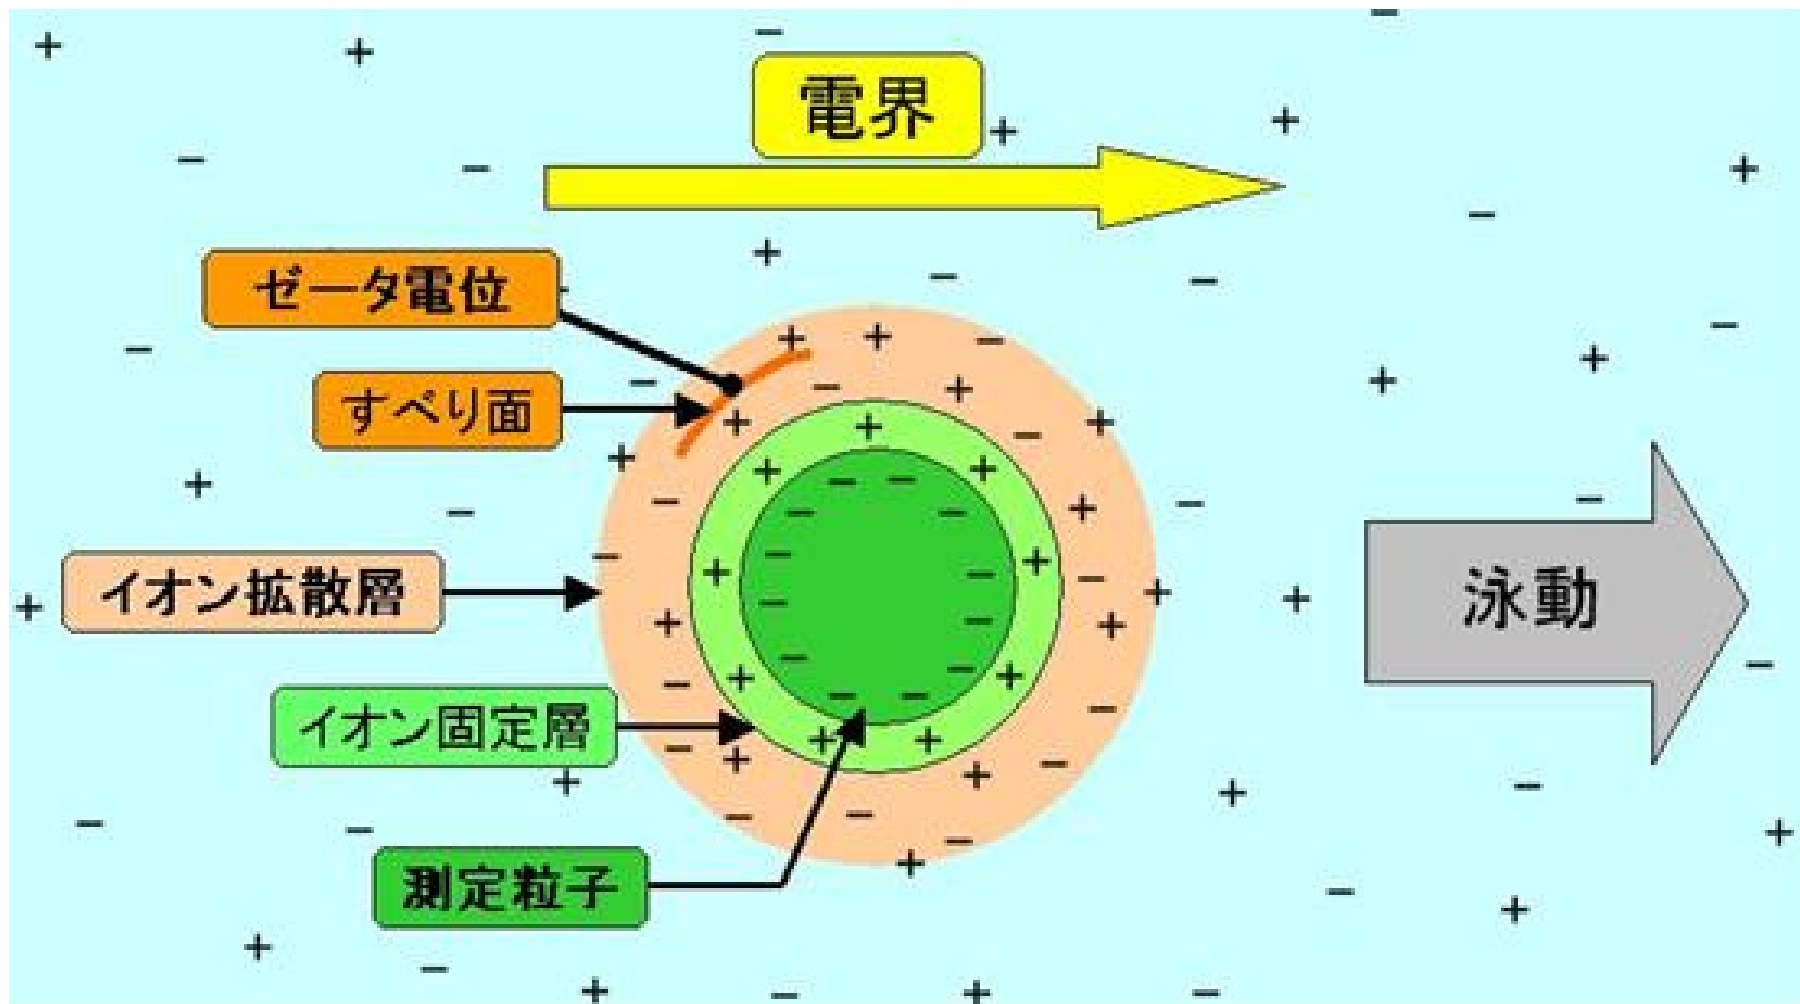 電界
ゼータ電位
すべり面
イオン拡散層
泳動
イオン固定層
測定粒子